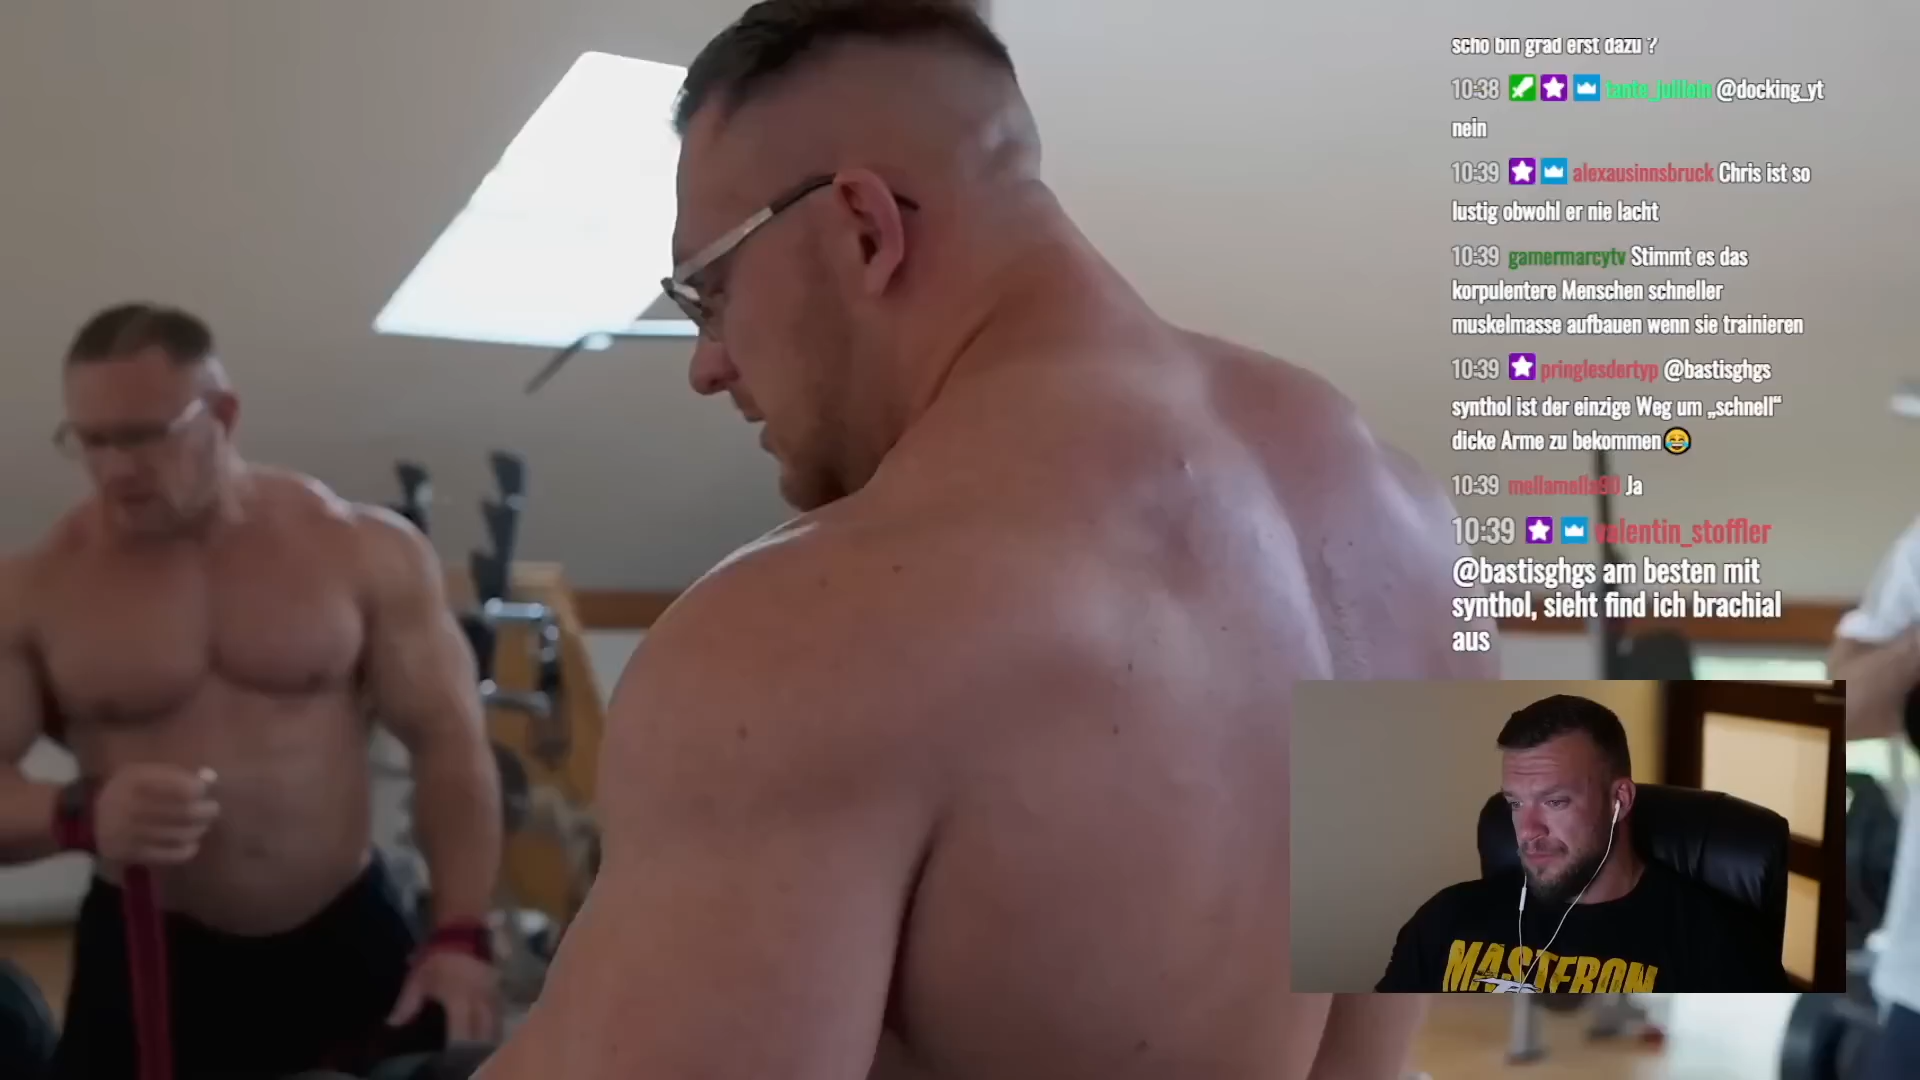 scho bin grad erst dazu ?
10:38 tante_jullein @docking_yt
nein
10:39 alexausinnsbruck Chris ist so
lustig obwohl er nie lacht
10:39 gamermarcytv Stimmt es das
korpulentere Menschen schneller
muskelmasse aufbauen wenn sie trainieren
10:39 pringlesdertyp @bastisghgs
synthol ist der einzige Weg um „schnell“
dicke Arme zu bekommen😂
10:39 mellamella90 Ja
10:39 valentin_stoffler
@bastisghgs am besten mit
synthol, sieht find ich brachial
aus
MASTERON